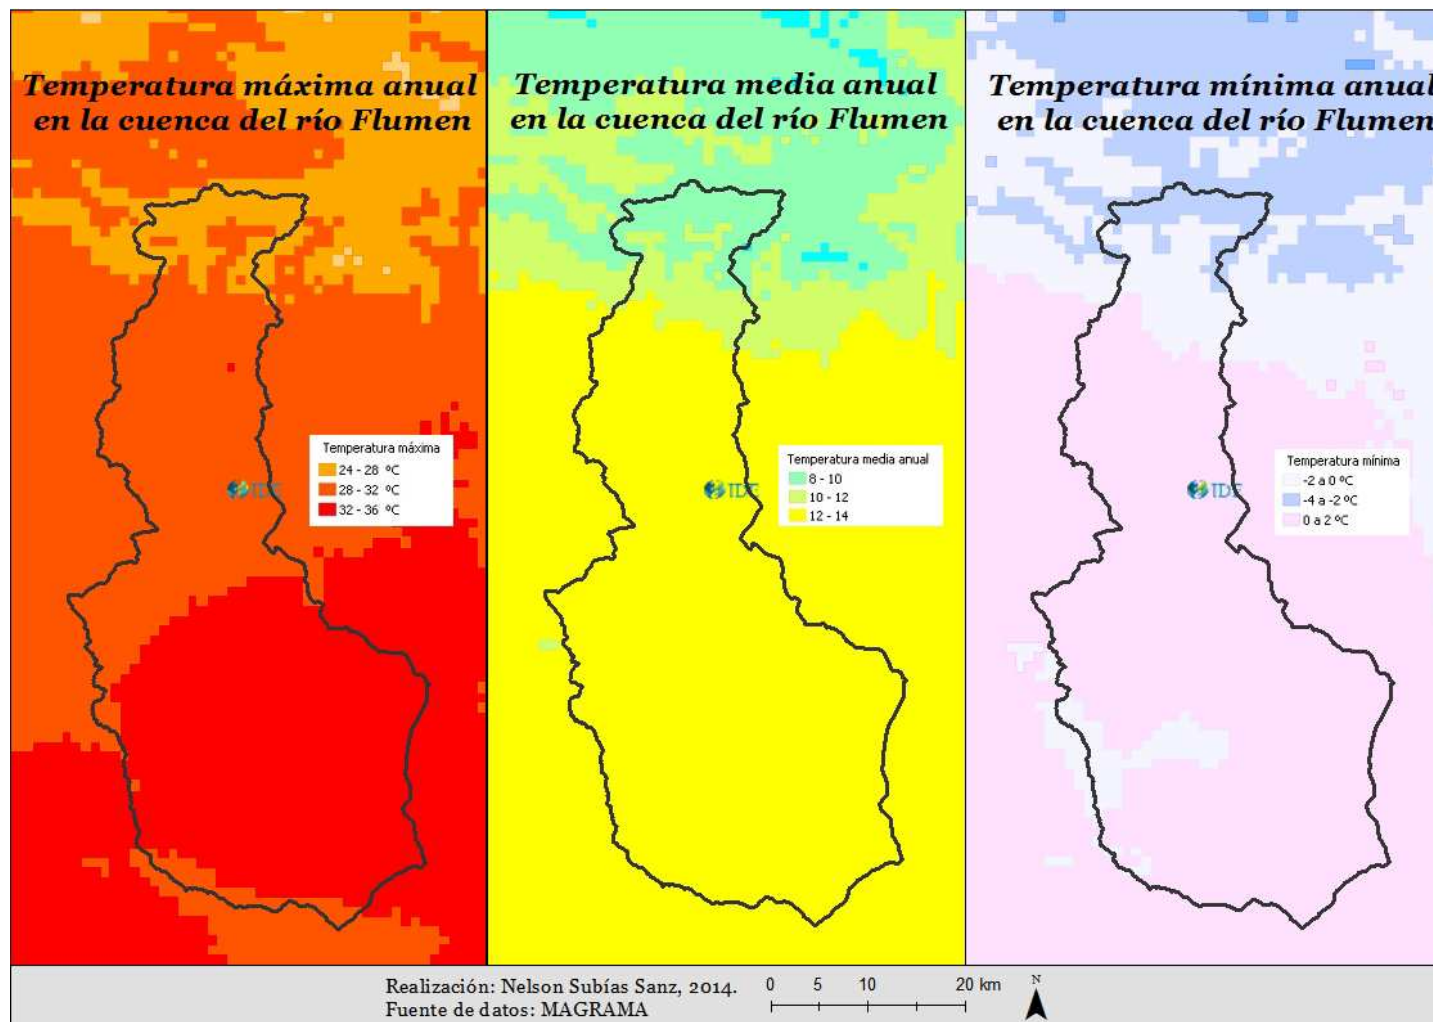 Temperatura máxima anual
en la cuenca del río Flumen
Temperatura media anual
en la cuenca del río Flumen
Temperatura mínima anual
en la cuenca del río Flumen
Temperatura máxima
24 - 28 ºC
28 - 32 ºC
32 - 36 ºC
IDE
Temperatura media anual
8 - 10
10 - 12
12 - 14
IDE
Temperatura mínima
-2 a 0 ºC
-4 a -2 ºC
0 a 2 ºC
IDE
Realización: Nelson Subías Sanz, 2014.
Fuente de datos: MAGRAMA
0 5 10 20 km
N